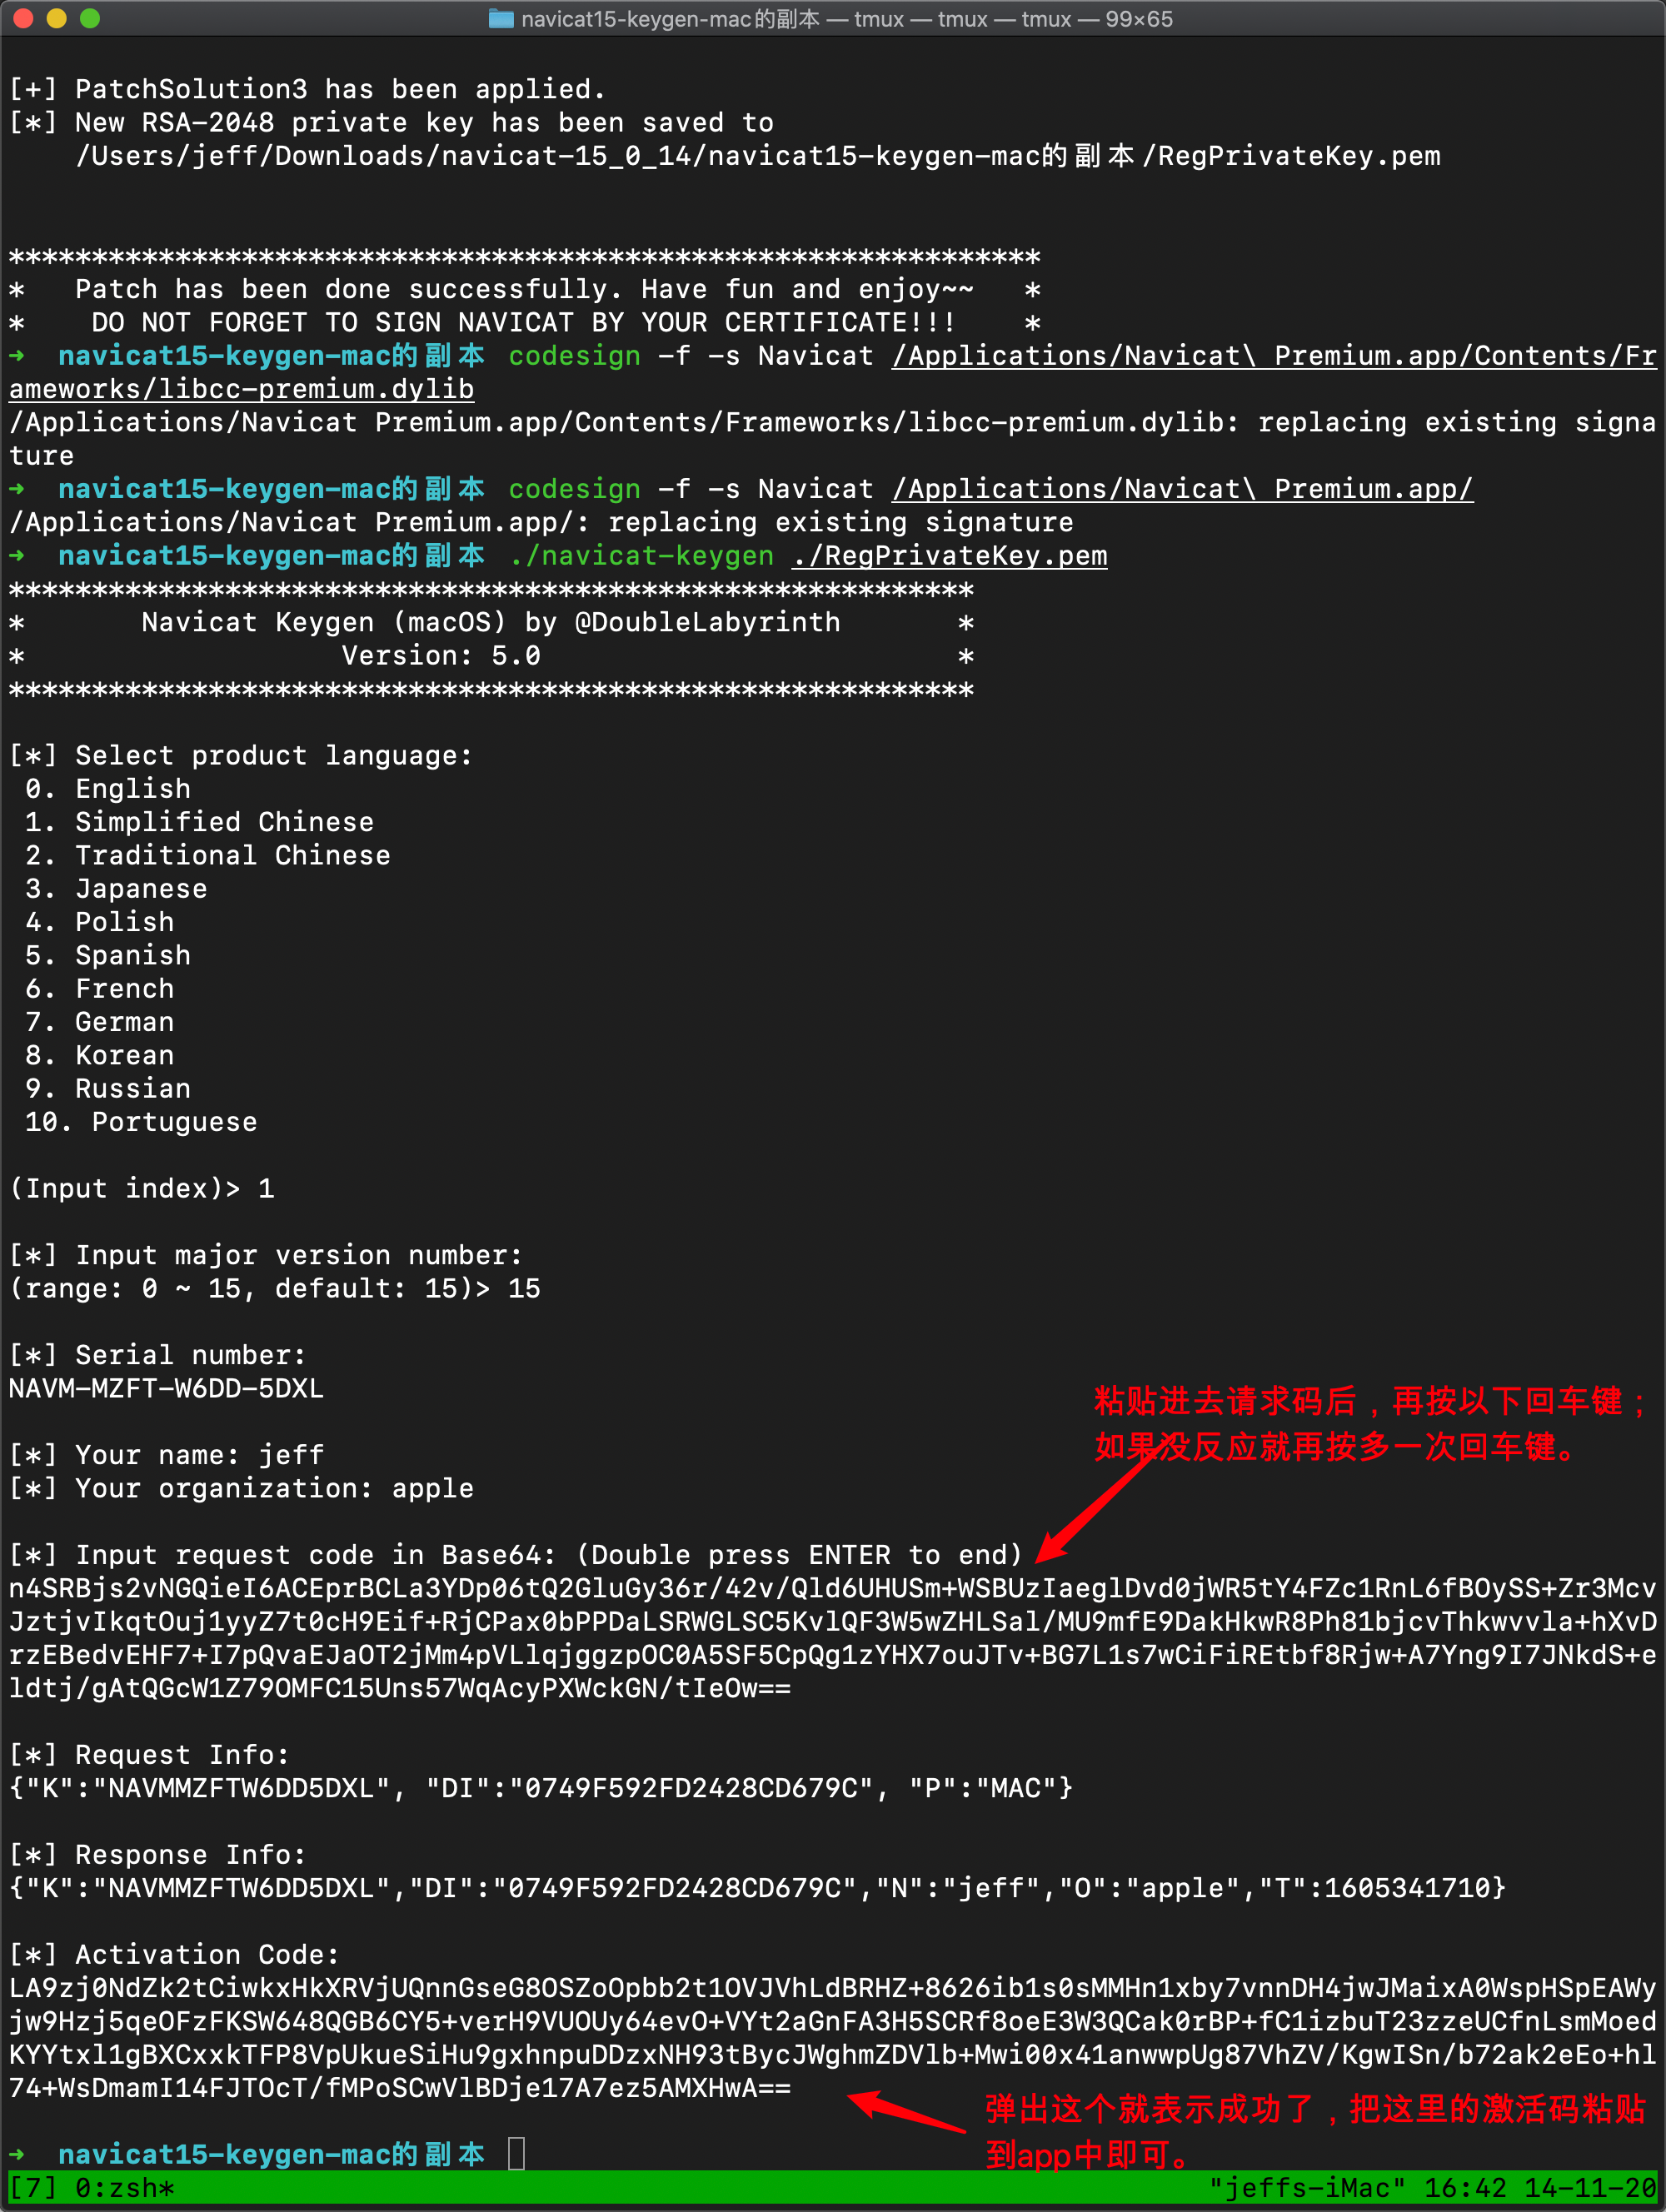 navicat15-keygen-mac的副本 — tmux — tmux — tmux — 99×65
[+] PatchSolution3 has been applied.
[*] New RSA-2048 private key has been saved to
/Users/jeff/Downloads/navicat-15_0_14/navicat15-keygen-mac的副本/RegPrivateKey.pem
**************************************************************
*   Patch has been done successfully. Have fun and enjoy~~   *
*    DO NOT FORGET TO SIGN NAVICAT BY YOUR CERTIFICATE!!!    *
➜  navicat15-keygen-mac的副本 codesign -f -s Navicat /Applications/Navicat\ Premium.app/Contents/Fr
ameworks/libcc-premium.dylib
/Applications/Navicat Premium.app/Contents/Frameworks/libcc-premium.dylib: replacing existing signa
ture
➜  navicat15-keygen-mac的副本 codesign -f -s Navicat /Applications/Navicat\ Premium.app/
/Applications/Navicat Premium.app/: replacing existing signature
➜  navicat15-keygen-mac的副本 ./navicat-keygen ./RegPrivateKey.pem
**********************************************************
*       Navicat Keygen (macOS) by @DoubleLabyrinth       *
*                   Version: 5.0                         *
**********************************************************
[*] Select product language:
0. English
1. Simplified Chinese
2. Traditional Chinese
3. Japanese
4. Polish
5. Spanish
6. French
7. German
8. Korean
9. Russian
10. Portuguese
(Input index)> 1
[*] Input major version number:
(range: 0 ~ 15, default: 15)> 15
[*] Serial number:
NAVM-MZFT-W6DD-5DXL
粘贴进去请求码后，再按以下回车键；
如果没反应就再按多一次回车键。
[*] Your name: jeff
[*] Your organization: apple
[*] Input request code in Base64: (Double press ENTER to end)
n4SRBjs2vNGQieI6ACEprBCLa3YDp06tQ2GluGy36r/42v/Qld6UHUSm+WSBUzIaeglDvd0jWR5tY4FZc1RnL6fBOySS+Zr3Mcv
JztjvIkqtOuj1yyZ7t0cH9Eif+RjCPax0bPPDaLSRWGLSC5KvlQF3W5wZHLSal/MU9mfE9DakHkwR8Ph81bjcvThkwvvla+hXvD
rzEBedvEHF7+I7pQvaEJaOT2jMm4pVLlqjggzpOC0A5SF5CpQg1zYHX7ouJTv+BG7L1s7wCiFiREtbf8Rjw+A7Yng9I7JNkdS+e
ldtj/gAtQGcW1Z79OMFC15Uns57WqAcyPXWckGN/tIeOw==
[*] Request Info:
{"K":"NAVMMZFTW6DD5DXL", "DI":"0749F592FD2428CD679C", "P":"MAC"}
[*] Response Info:
{"K":"NAVMMZFTW6DD5DXL","DI":"0749F592FD2428CD679C","N":"jeff","O":"apple","T":1605341710}
[*] Activation Code:
LA9zj0NdZk2tCiwkxHkXRVjUQnnGseG8OSZoOpbb2t1OVJVhLdBRHZ+8626ib1s0sMMHn1xby7vnnDH4jwJMaixA0WspHSpEAWy
jw9Hzj5qeOFzFKSW648QGB6CY5+verH9VUOUy64evO+VYt2aGnFA3H5SCRf8oeE3W3QCak0rBP+fC1izbuT23zzeUCfnLsmMoed
KYYtxl1gBXCxxkTFP8VpUkueSiHu9gxhnpuDDzxNH93tBycJWghmZDVlb+Mwi00x41anwwpUg87VhZV/KgwISn/b72ak2eEo+hl
74+WsDmamI14FJTOcT/fMPoSCwVlBDje17A7ez5AMXHwA==
弹出这个就表示成功了，把这里的激活码粘贴
到app中即可。
➜  navicat15-keygen-mac的副本
[7] 0:zsh* "jeffs-iMac" 16:42 14-11-20